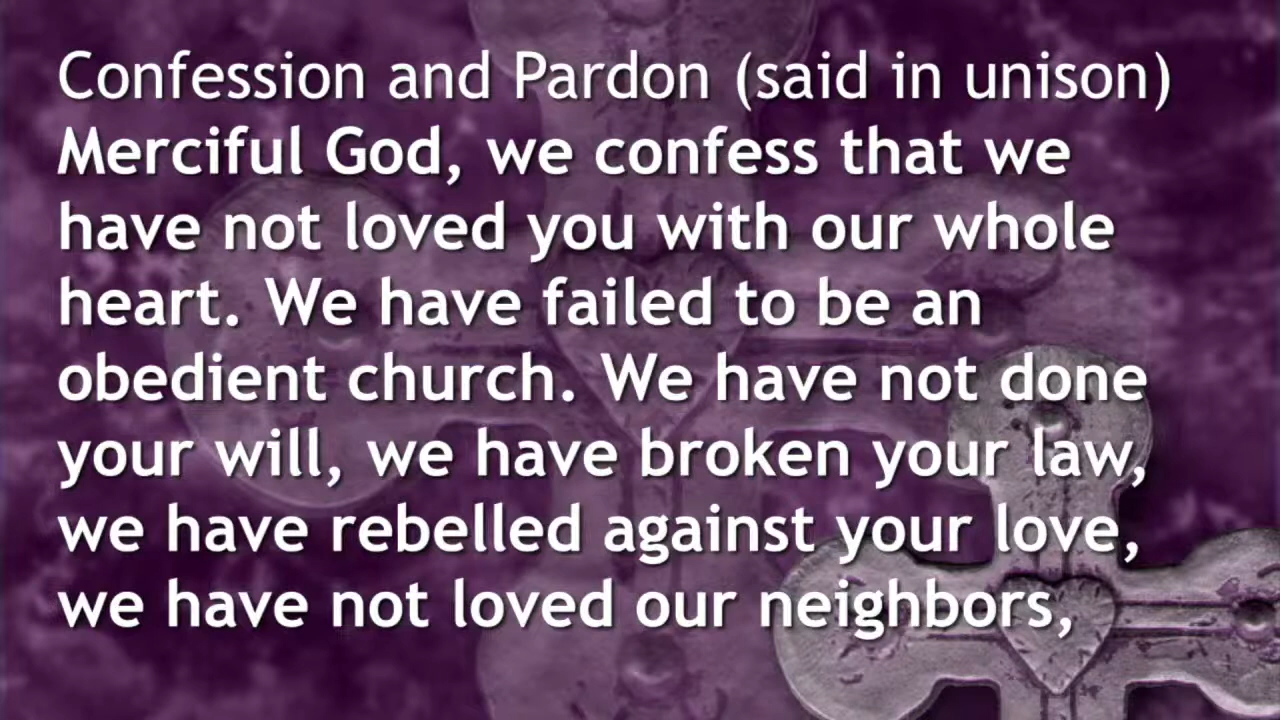 Confession and Pardon (said in unison)
Merciful God, we confess that we
have not loved you with our whole
heart. We have failed to be an
obedient church. We have not done
your will, we have broken your law,
we have rebelled against your love,
we have not loved our neighbors,